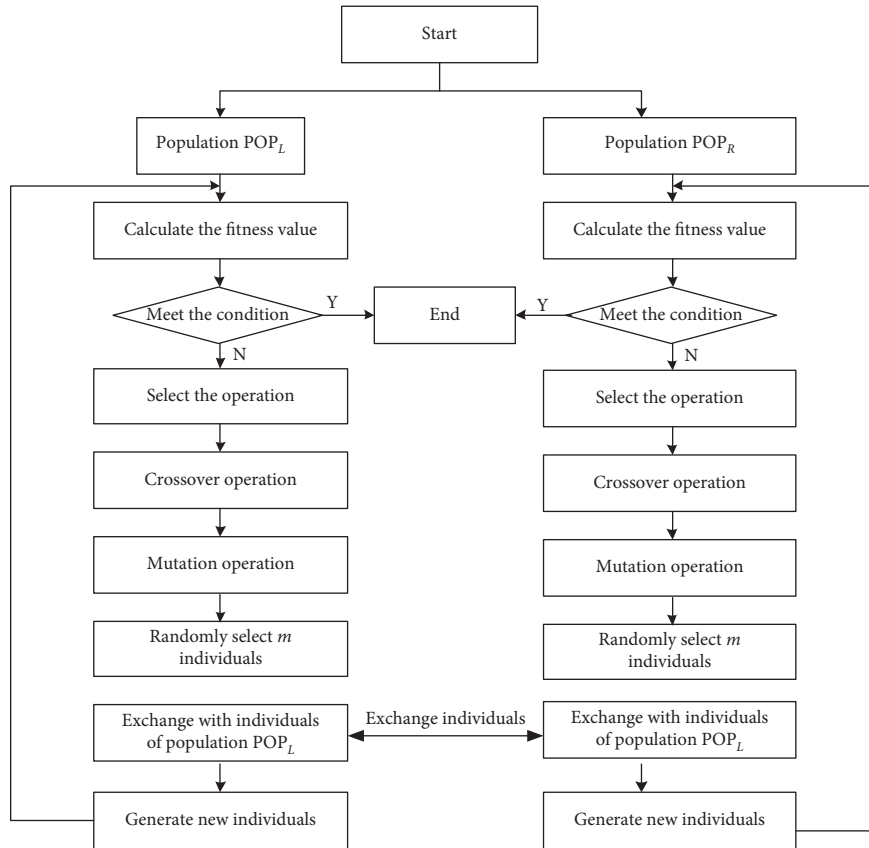 Start
Population POP_L
Population POP_R
Calculate the fitness value
Calculate the fitness value
Meet the condition
Y
End
Y
Meet the condition
N
N
Select the operation
Select the operation
Crossover operation
Crossover operation
Mutation operation
Mutation operation
Randomly select m
individuals
Randomly select m
individuals
Exchange with individuals
of population POP_L
Exchange individuals
Exchange with individuals
of population POP_L
Generate new individuals
Generate new individuals